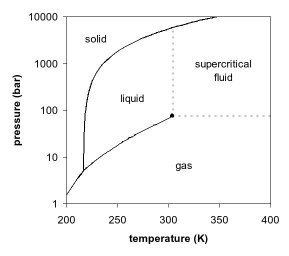 10000
1000
100
10
1
pressure (bar)
solid
liquid
supercritical
fluid
gas
200
250
300
350
400
temperature (K)